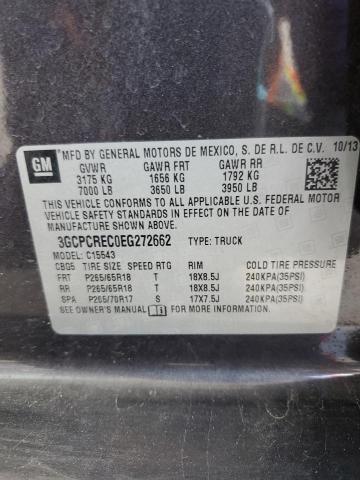 GM MFD BY GENERAL MOTORS DE MEXICO, S. DE R.L. DE C.V. 10/13
GVWR GAWR FRT GAWR RR
3175 KG 1656 KG 1792 KG
7000 LB 3650 LB 3950 LB
THIS VEHICLE CONFORMS TO ALL APPLICABLE U.S. FEDERAL MOTOR
VEHICLE SAFETY STANDARDS IN EFFECT ON THE DATE OF
MANUFACTURE SHOWN ABOVE.
3GCPCREC0EG272662 TYPE: TRUCK
MODEL: C15543
CBG5 TIRE SIZE SPEED RTG RIM COLD TIRE PRESSURE
FRT P265/65R18 T 18X8.5J 240KPA(35PSI)
RR P265/65R18 T 18X8.5J 240KPA(35PSI)
SPA P265/70R17 S 17X7.5J 240KPA(35PSI)
SEE OWNER'S MANUAL FOR MORE INFORMATION.